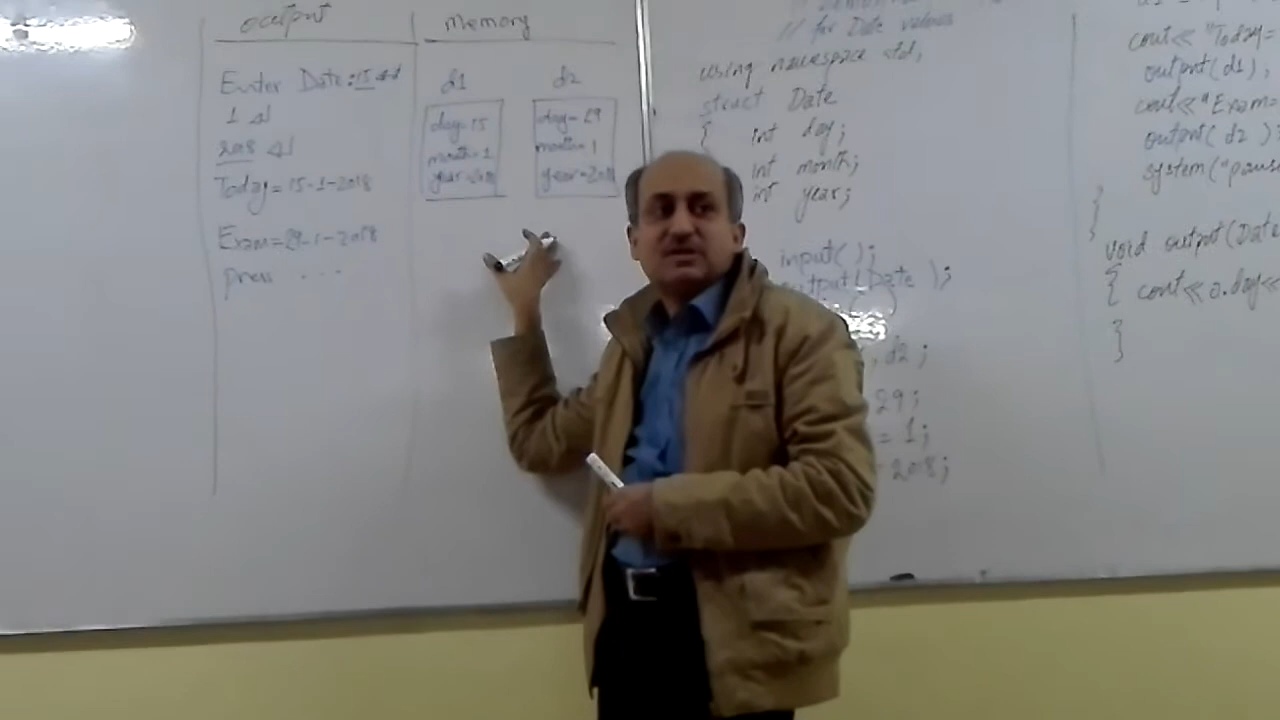 output
Enter Date:15
1
Today=15-1-2018
Exam=29-1-2018
press ...
memory
d1
day=15
month=1
d2
day=29
month=1
// for Date values
using namespace std;
struct Date
{ int day;
int month;
int year;
input();
output(Date );
, d2;
29;
= 1;
2018;
cout<<"Today=
output(d1),
cout<<"Exam=
output(d2)
system("pause
}
void output(Date
{ cout<<o.day<<
}